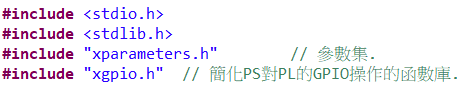 #include <stdio.h>
#include <stdlib.h>
#include "xparameters.h"         // 參數集.
#include "xgpio.h"  // 簡化PS對PL的GPIO操作的函數庫.